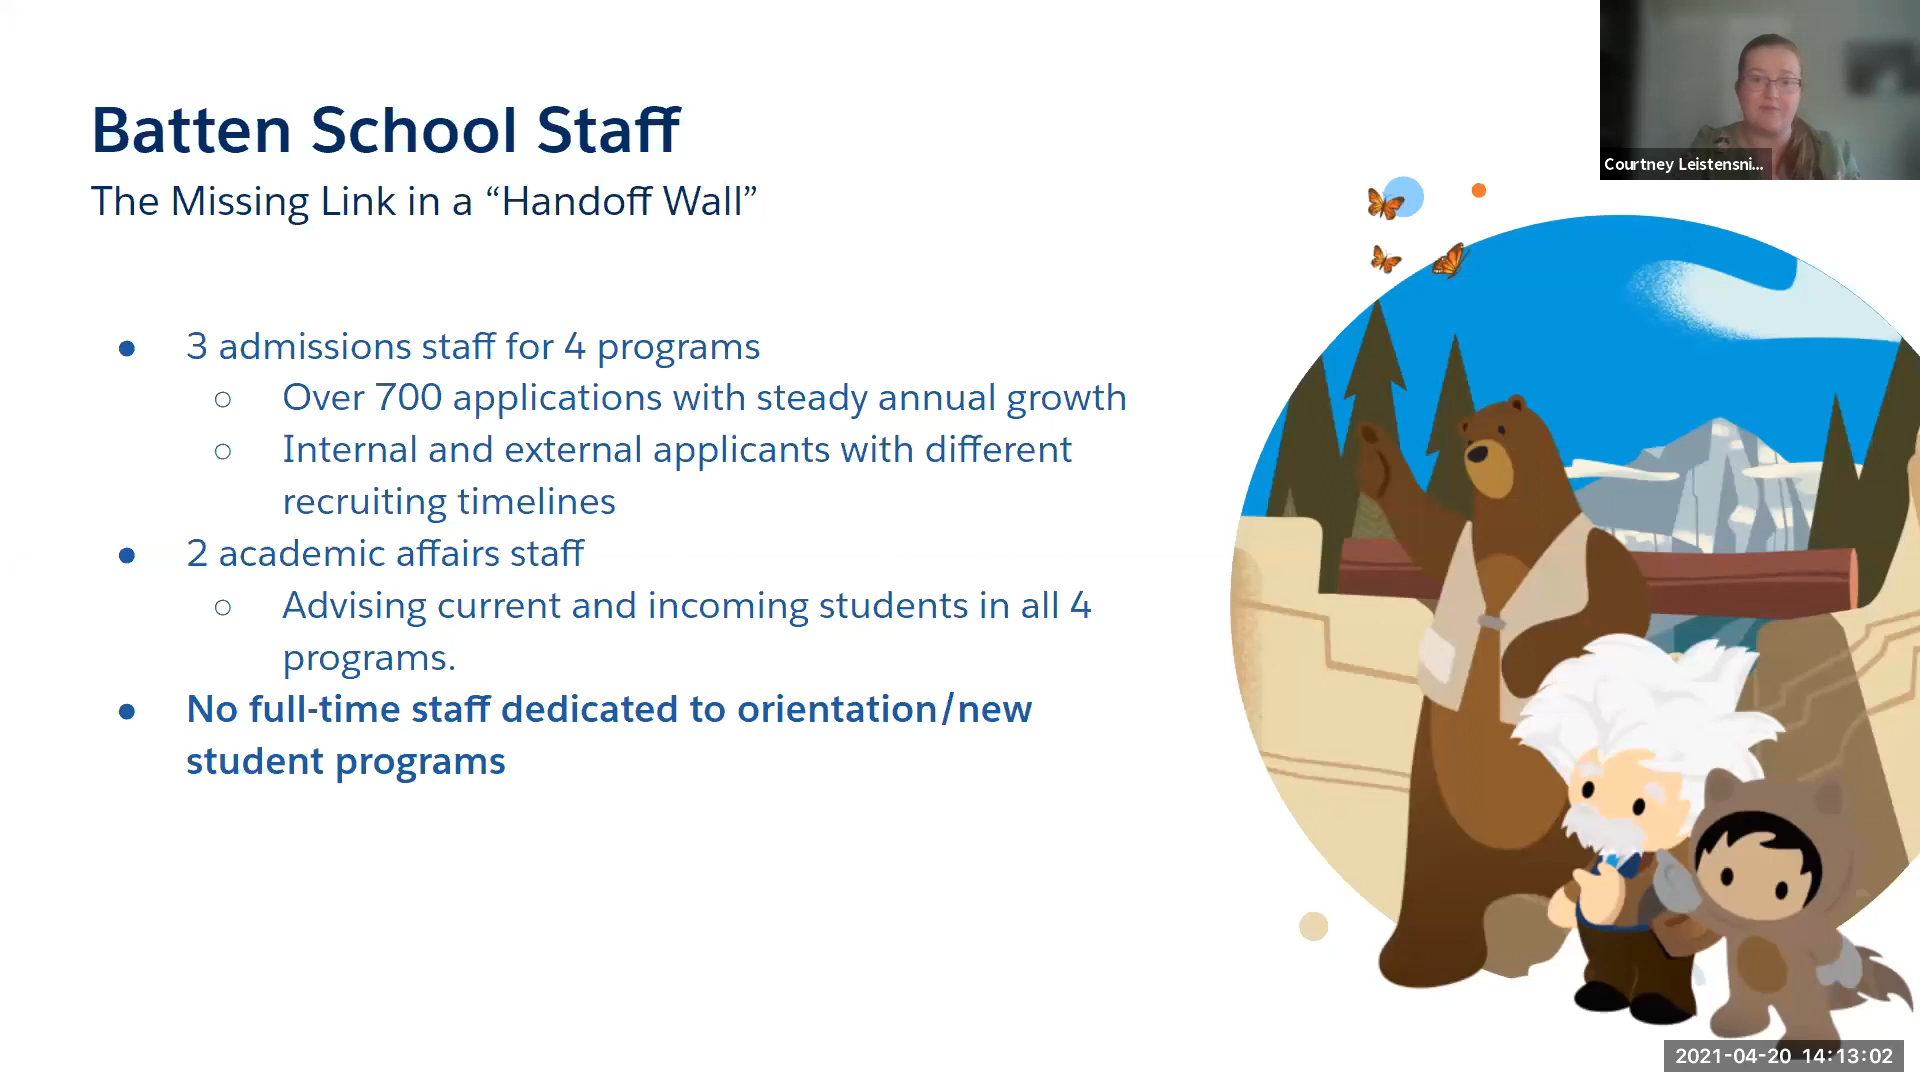 Batten School Staff
The Missing Link in a “Handoff Wall”
● 3 admissions staff for 4 programs
○ Over 700 applications with steady annual growth
○ Internal and external applicants with different
recruiting timelines
● 2 academic affairs staff
○ Advising current and incoming students in all 4
programs.
● No full-time staff dedicated to orientation/new
student programs
Courtney Leistensni...
2021-04-20 14:13:02